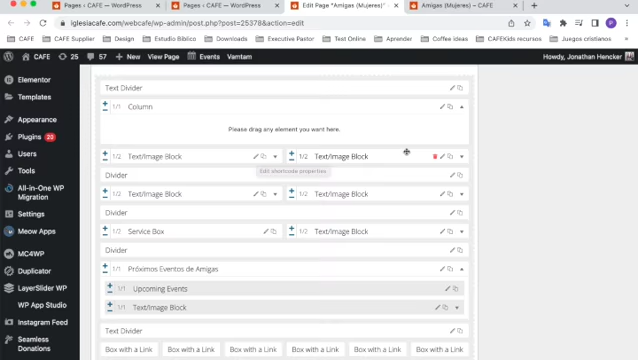 Pages < CAFE — WordPress
Pages < CAFE — WordPress
Edit Page "Amigas (Mujeres)"
Amigas (Mujeres) – CAFE
iglesiacafe.com/webcafe/wp-admin/post.php?post=25378&action=edit
CAFE
CAFE Supplier
Design
Estudio Bíblico
Documents
Executive Pastor
Test Online
Aprender
Coffee ideas
CAFEKids recursos
Juegos cristianos
CAFE
25
57
New
View Page
Events
Vamtam
Howdy, Jonathan Hencker
Elementor
Templates
Appearance
Plugins 20
Users
Tools
All-in-One WP
Migration
Settings
Meow Apps
MC4WP
Duplicator
LayerSlider WP
WP App Studio
Instagram Feed
Seamless
Donations
Text Divider
1/1 Column
Please drag any element you want here.
1/2 Text/Image Block
1/2 Text/Image Block
Edit shortcode properties
Divider
1/2 Text/Image Block
1/2 Text/Image Block
Divider
1/2 Service Box
1/2 Text/Image Block
Divider
1/1 Próximos Eventos de Amigas
1/1 Upcoming Events
1/1 Text/Image Block
Text Divider
Box with a Link
Box with a Link
Box with a Link
Box with a Link
Box with a Link
Box with a Link